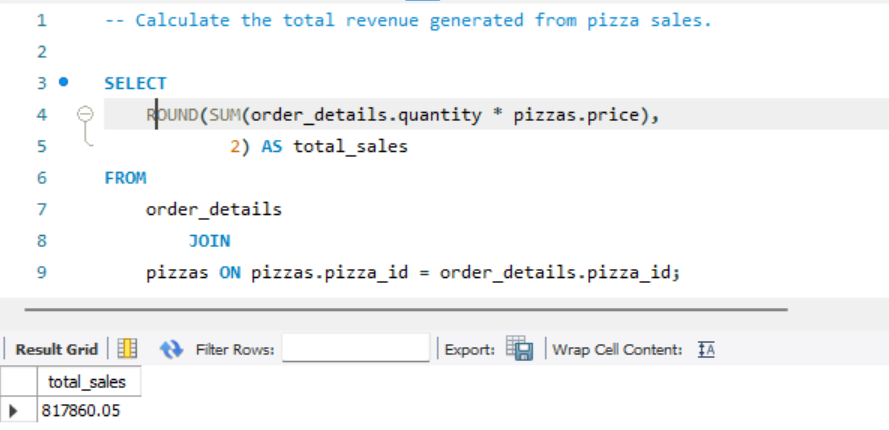 1 -- Calculate the total revenue generated from pizza sales.
2
3 SELECT
4 ROUND(SUM(order_details.quantity * pizzas.price),
5 2) AS total_sales
6 FROM
7 order_details
8 JOIN
9 pizzas ON pizzas.pizza_id = order_details.pizza_id;
Result Grid Filter Rows: Export: Wrap Cell Content: IA
total_sales
817860.05